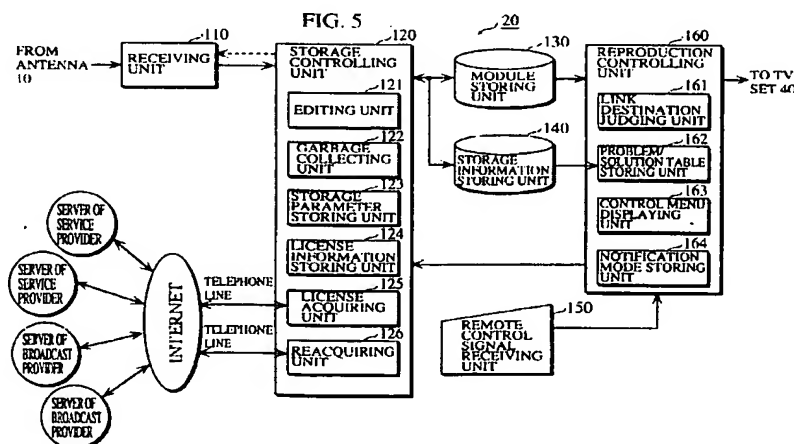 FIG. 5
20
110
120
130
160
FROM
ANTENNA
10
RECEIVING
UNIT
STORAGE
CONTROLLING
UNIT
121
EDITING UNIT
122
GARBAGE
COLLECTING
UNIT
123
STORAGE
PARAMETER
STORING UNIT
124
LICENSE
INFORMATION
STORING UNIT
125
LICENSE
ACQUIRING
UNIT
126
REACQUIRING
UNIT
MODULE
STORING
UNIT
140
STORAGE INFORMATION
STORING UNIT
REPRODUCTION
CONTROLLING
UNIT
161
LINK
DESTINATION
JUDGING UNIT
162
PROBLEM/
SOLUTION TABLE
STORING UNIT
163
CONTROL MENU
DISPLAYING
UNIT
164
NOTIFICATION
MODE STORING
UNIT
TO TV
SET 40
150
REMOTE CONTROL
SIGNAL
RECEIVING
UNIT
SERVER OF
SERVICE
PROVIDER
SERVER OF
SERVICE
PROVIDER
SERVER OF
BROADCAST
PROVIDER
SERVER OF
BROADCAST
PROVIDER
INTERNET
TELEPHONE
LINE
TELEPHONE
LINE